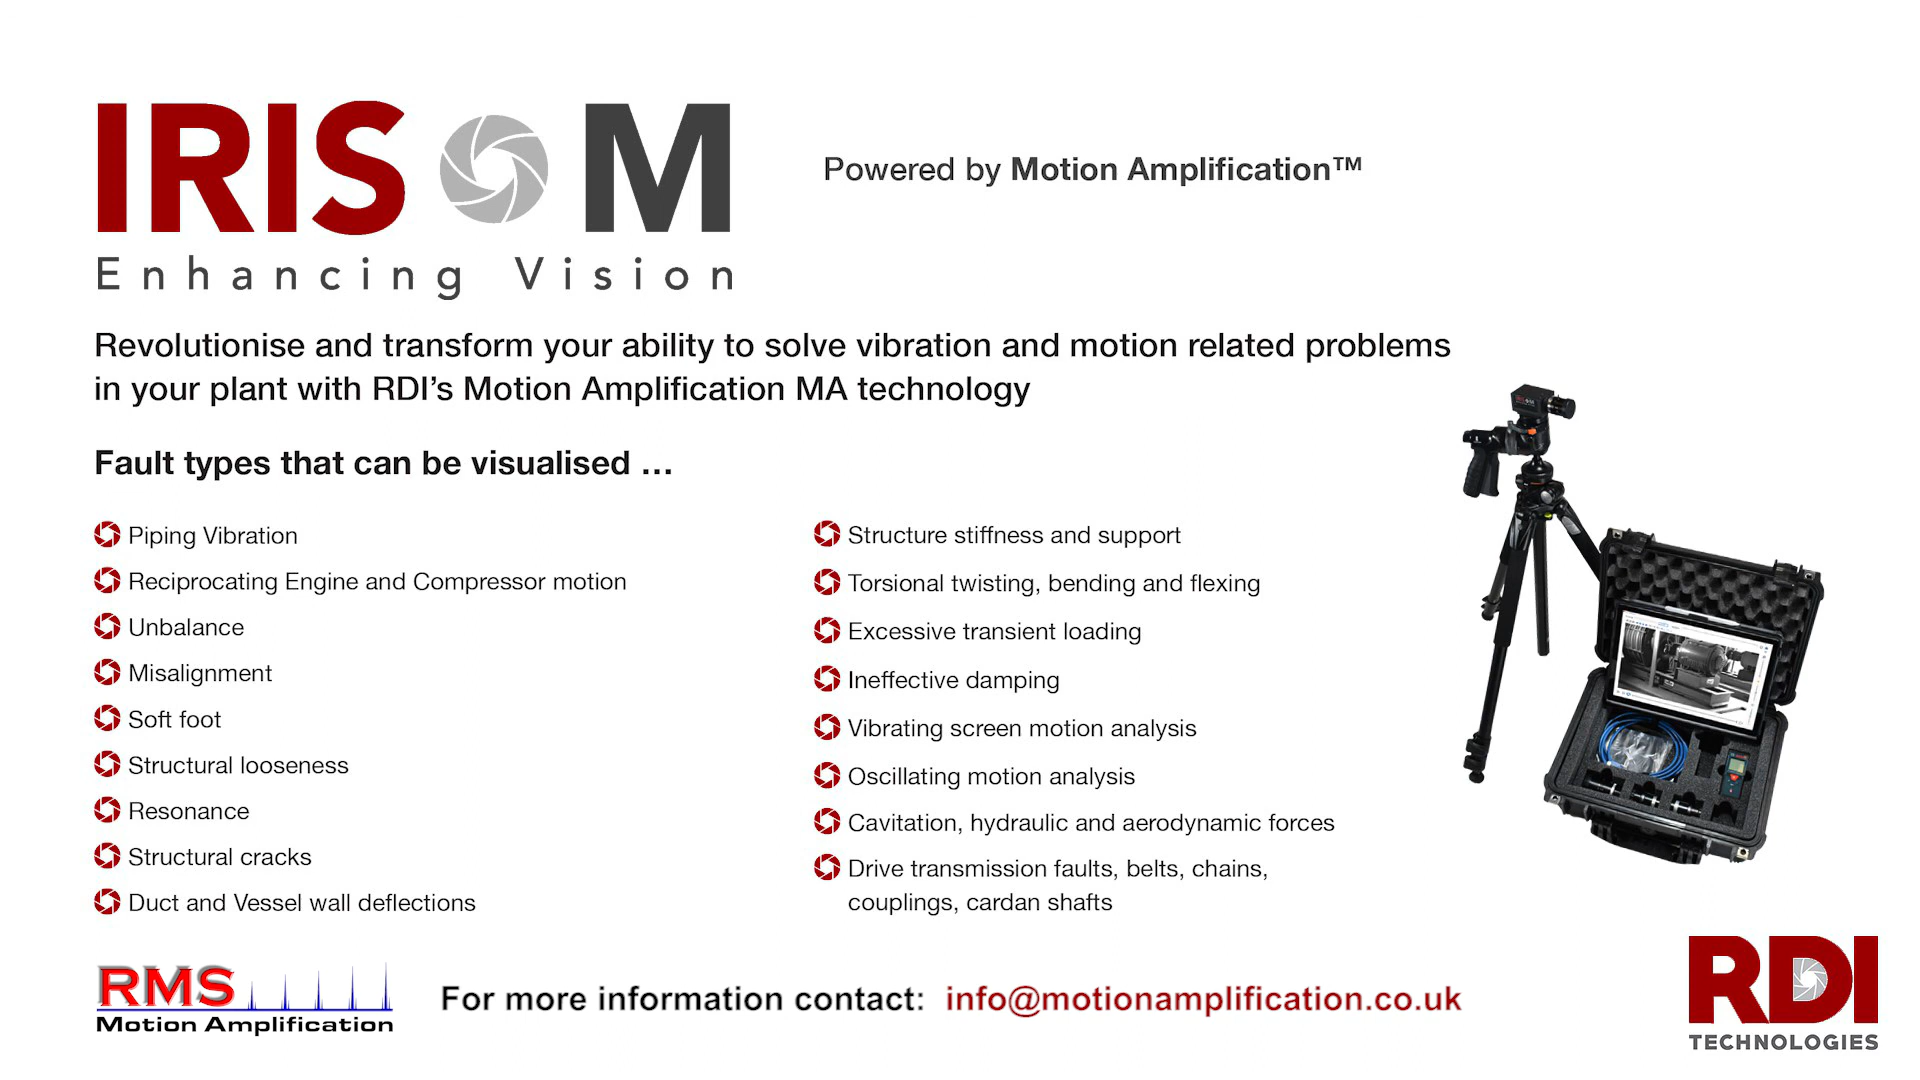 IRIS M
Enhancing Vision
Powered by Motion Amplification™
Revolutionise and transform your ability to solve vibration and motion related problems
in your plant with RDI’s Motion Amplification MA technology
Fault types that can be visualised ...
Piping Vibration
Reciprocating Engine and Compressor motion
Unbalance
Misalignment
Soft foot
Structural looseness
Resonance
Structural cracks
Duct and Vessel wall deflections
Structure stiffness and support
Torsional twisting, bending and flexing
Excessive transient loading
Ineffective damping
Vibrating screen motion analysis
Oscillating motion analysis
Cavitation, hydraulic and aerodynamic forces
Drive transmission faults, belts, chains,
couplings, cardan shafts
RMS
Motion Amplification
For more information contact: info@motionamplification.co.uk
RDI
TECHNOLOGIES